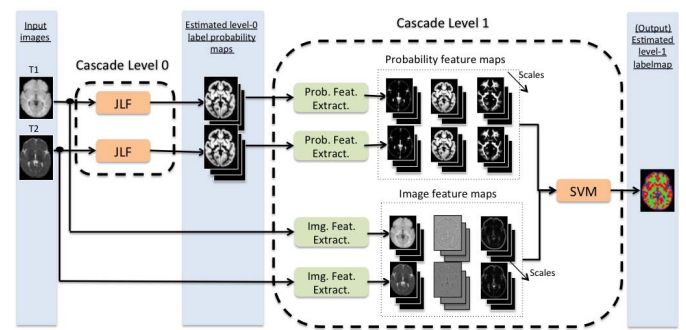 Input
images
Estimated level-0
label probability
maps
Cascade Level 1
(Output)
Estimated
level-1
labelmap
Cascade Level 0
T1
JLF
T2
JLF
Probability feature maps
Scales
Prob. Feat.
Extract.
Prob. Feat.
Extract.
SVM
Image feature maps
Img. Feat.
Extract.
Img. Feat.
Extract.
Scales